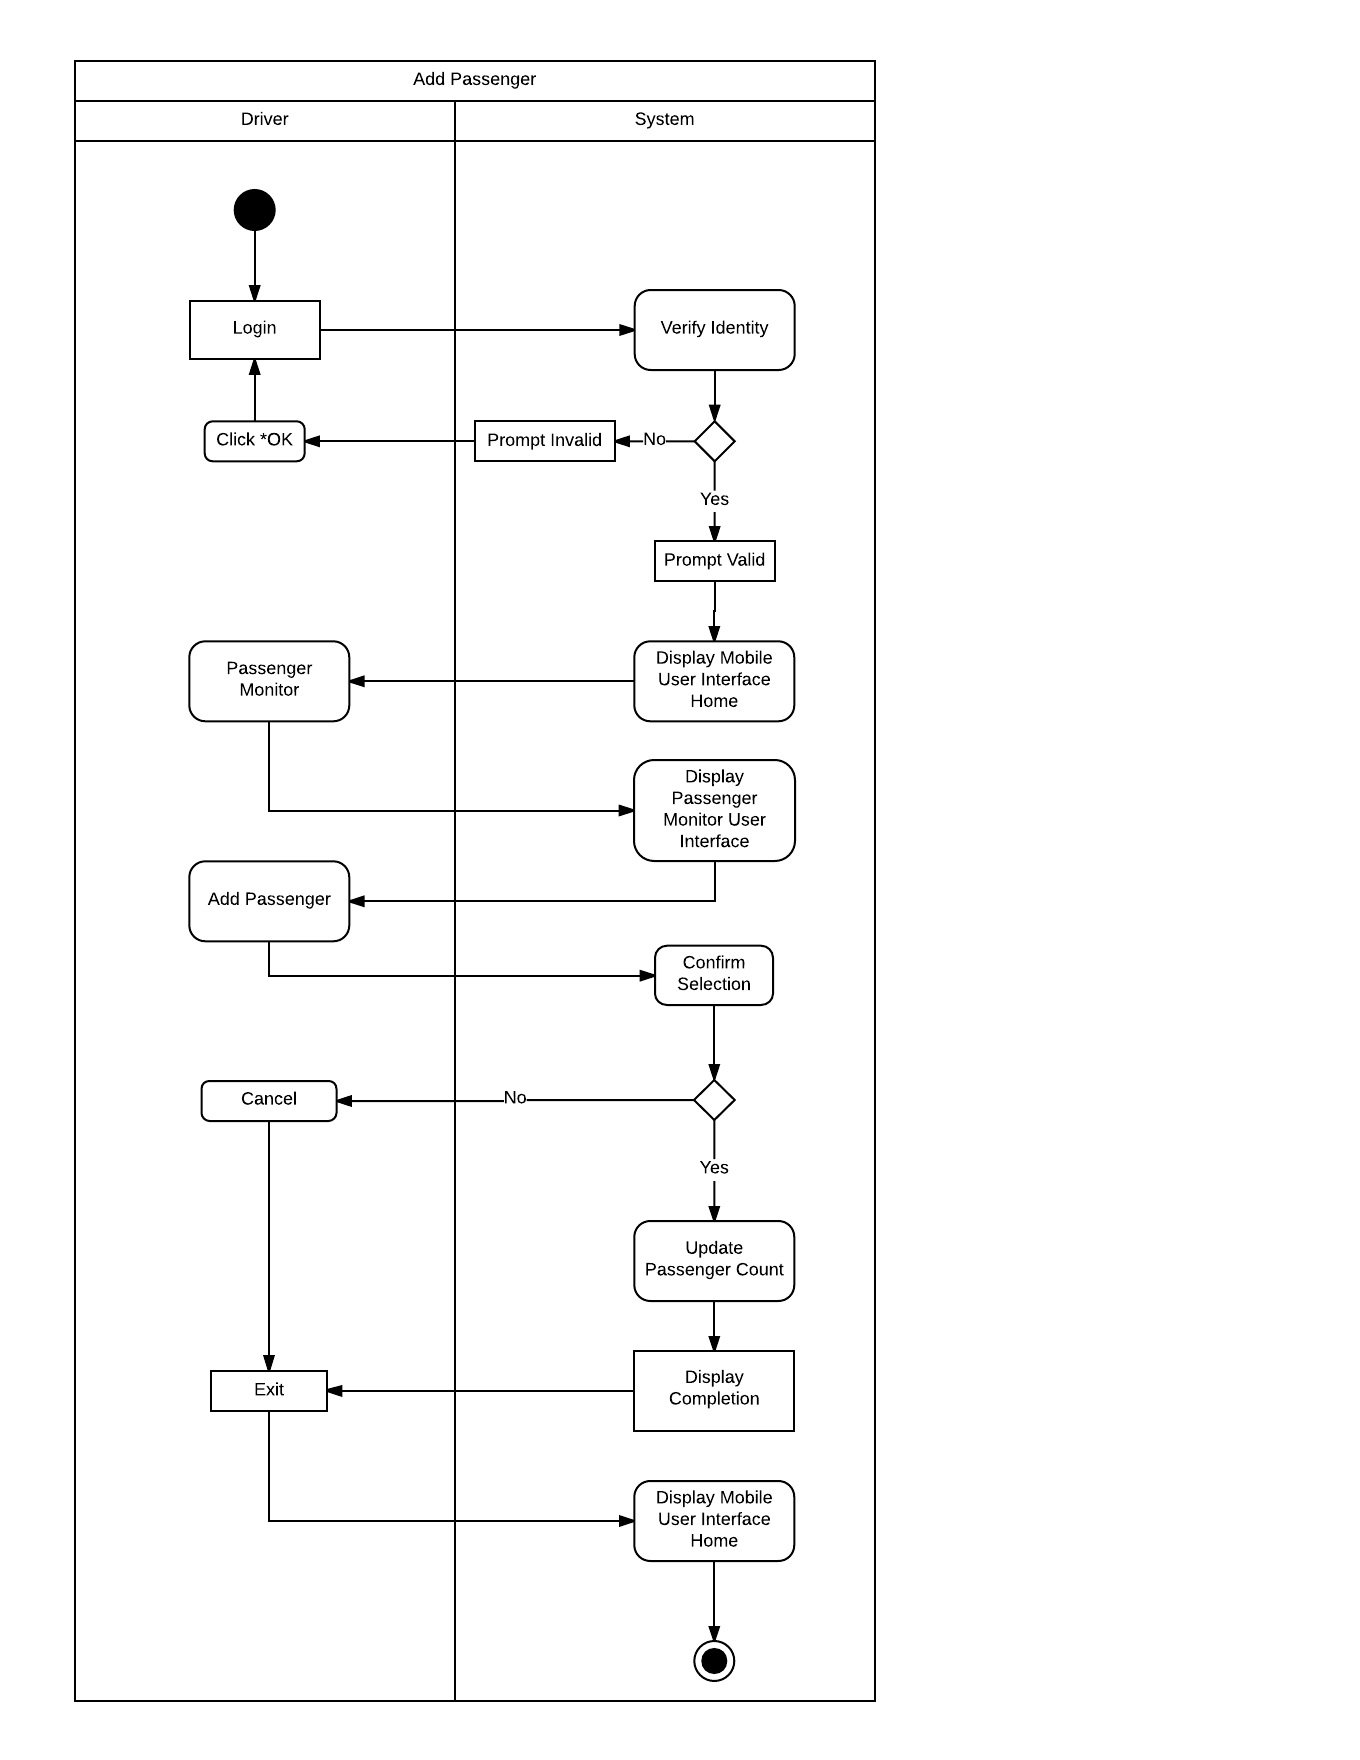 Add Passenger
Driver
System
Login
Verify Identity
Click *OK
Prompt Invalid
No
Yes
Prompt Valid
Passenger
Monitor
Display Mobile
User Interface
Home
Display
Passenger
Monitor User
Interface
Add Passenger
Confirm
Selection
Cancel
No
Yes
Update
Passenger Count
Exit
Display
Completion
Display Mobile
User Interface
Home